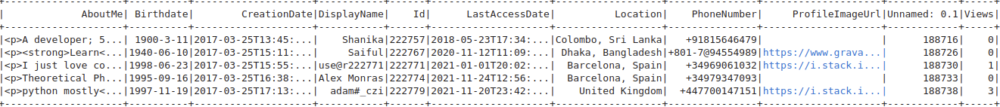 |             AboutMe| Birthdate|        CreationDate|DisplayName|    Id|      LastAccessDate|          Location|    PhoneNumber|     ProfileImageUrl|Unnamed: 0.1|Views|
|<p>A developer; 5...| 1900-3-11|2017-03-25T13:45:...|    Shanika|222757|2018-05-23T17:34:...|Colombo, Sri Lanka|   +91815646479|                    |      188716|    0|
|<p><strong>Learn<...|1940-06-10|2017-03-25T15:11:...|     Saiful|222767|2020-11-12T11:09:...| Dhaka, Bangladesh|+801-7@94554989|https://www.grava...|      188726|    0|
|<p>I just love co...|1998-06-23|2017-03-25T15:55:...|use@r222771|222771|2021-01-01T20:02:...|  Barcelona, Spain|   +34969061032|https://i.stack.i...|      188730|    1|
|<p>Theoretical Ph...|1995-09-16|2017-03-25T16:38:...|Alex Monras|222774|2021-11-24T12:56:...|  Barcelona, Spain|   +34979347093|                    |      188733|    0|
|<p>python mostly<...|1997-11-19|2017-03-25T17:13:...|  adam#_czi|222779|2021-11-20T23:42:...|    United Kingdom|  +447700147151|https://i.stack.i...|      188738|    3|